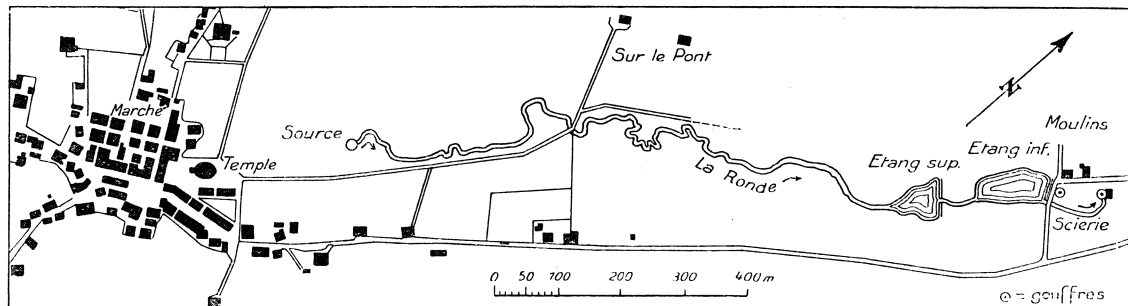 Marché
Temple
Source
Sur le Pont
La Ronde
Etang sup.
Etang inf.
Moulins
Scierie
N
0 50 100 200 300 400 m
⊙ = gouffres